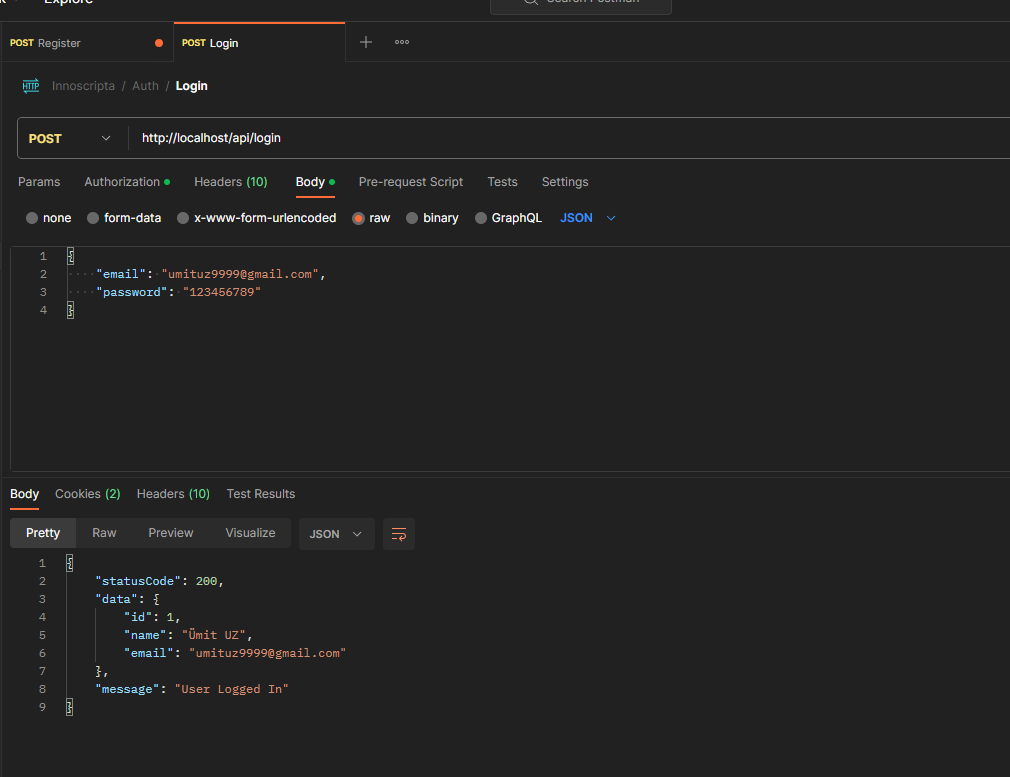 Explore
Search Postman
POST Register
POST Login
HTTP Innoscripta / Auth / Login
POST http://localhost/api/login
Params Authorization Headers (10) Body Pre-request Script Tests Settings
none form-data x-www-form-urlencoded raw binary GraphQL JSON
1 {
2 "email": "umituz9999@gmail.com",
3 "password": "123456789"
4 }
Body Cookies (2) Headers (10) Test Results
Pretty Raw Preview Visualize JSON
1 {
2 "statusCode": 200,
3 "data": {
4 "id": 1,
5 "name": "Ümit UZ",
6 "email": "umituz9999@gmail.com"
7 },
8 "message": "User Logged In"
9 }